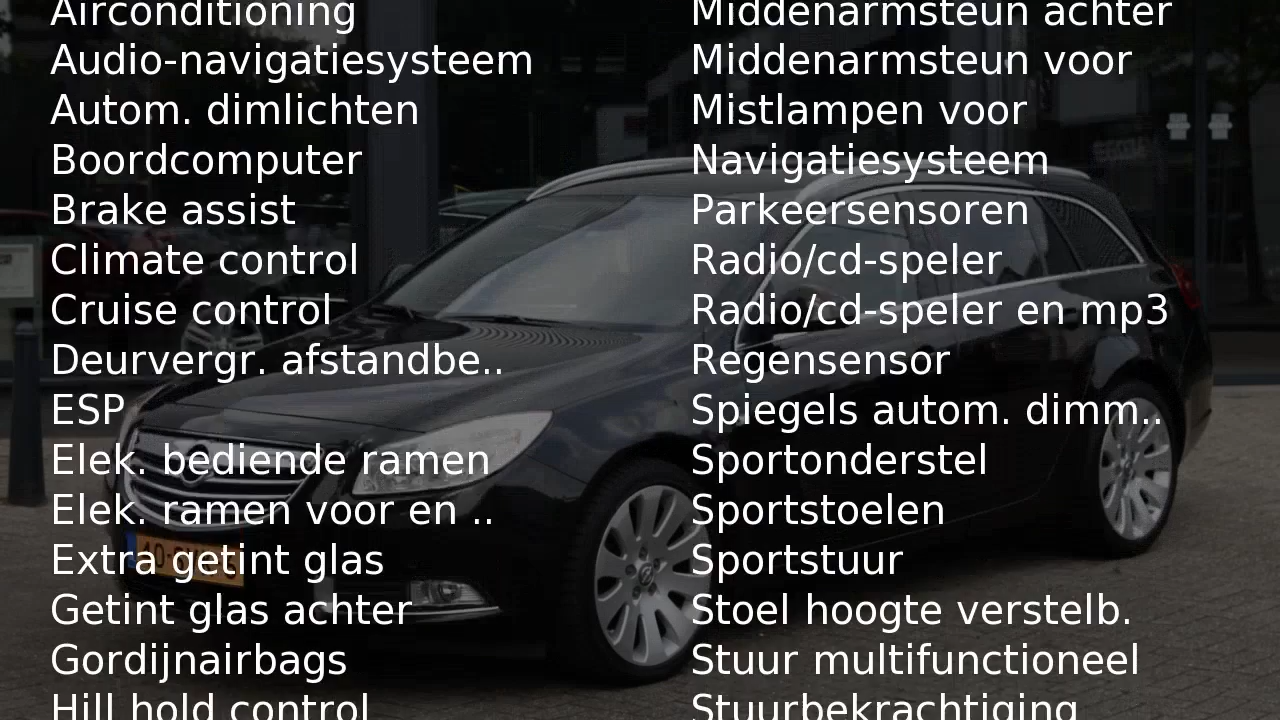 Airconditioning
Audio-navigatiesysteem
Autom. dimlichten
Boordcomputer
Brake assist
Climate control
Cruise control
Deurvergr. afstandbe..
ESP
Elek. bediende ramen
Elek. ramen voor en ..
Extra getint glas
Getint glas achter
Gordijnairbags
Hill hold control
Middenarmsteun achter
Middenarmsteun voor
Mistlampen voor
Navigatiesysteem
Parkeersensoren
Radio/cd-speler
Radio/cd-speler en mp3
Regensensor
Spiegels autom. dimm..
Sportonderstel
Sportstoelen
Sportstuur
Stoel hoogte verstelb.
Stuur multifunctioneel
Stuurbekrachtiging